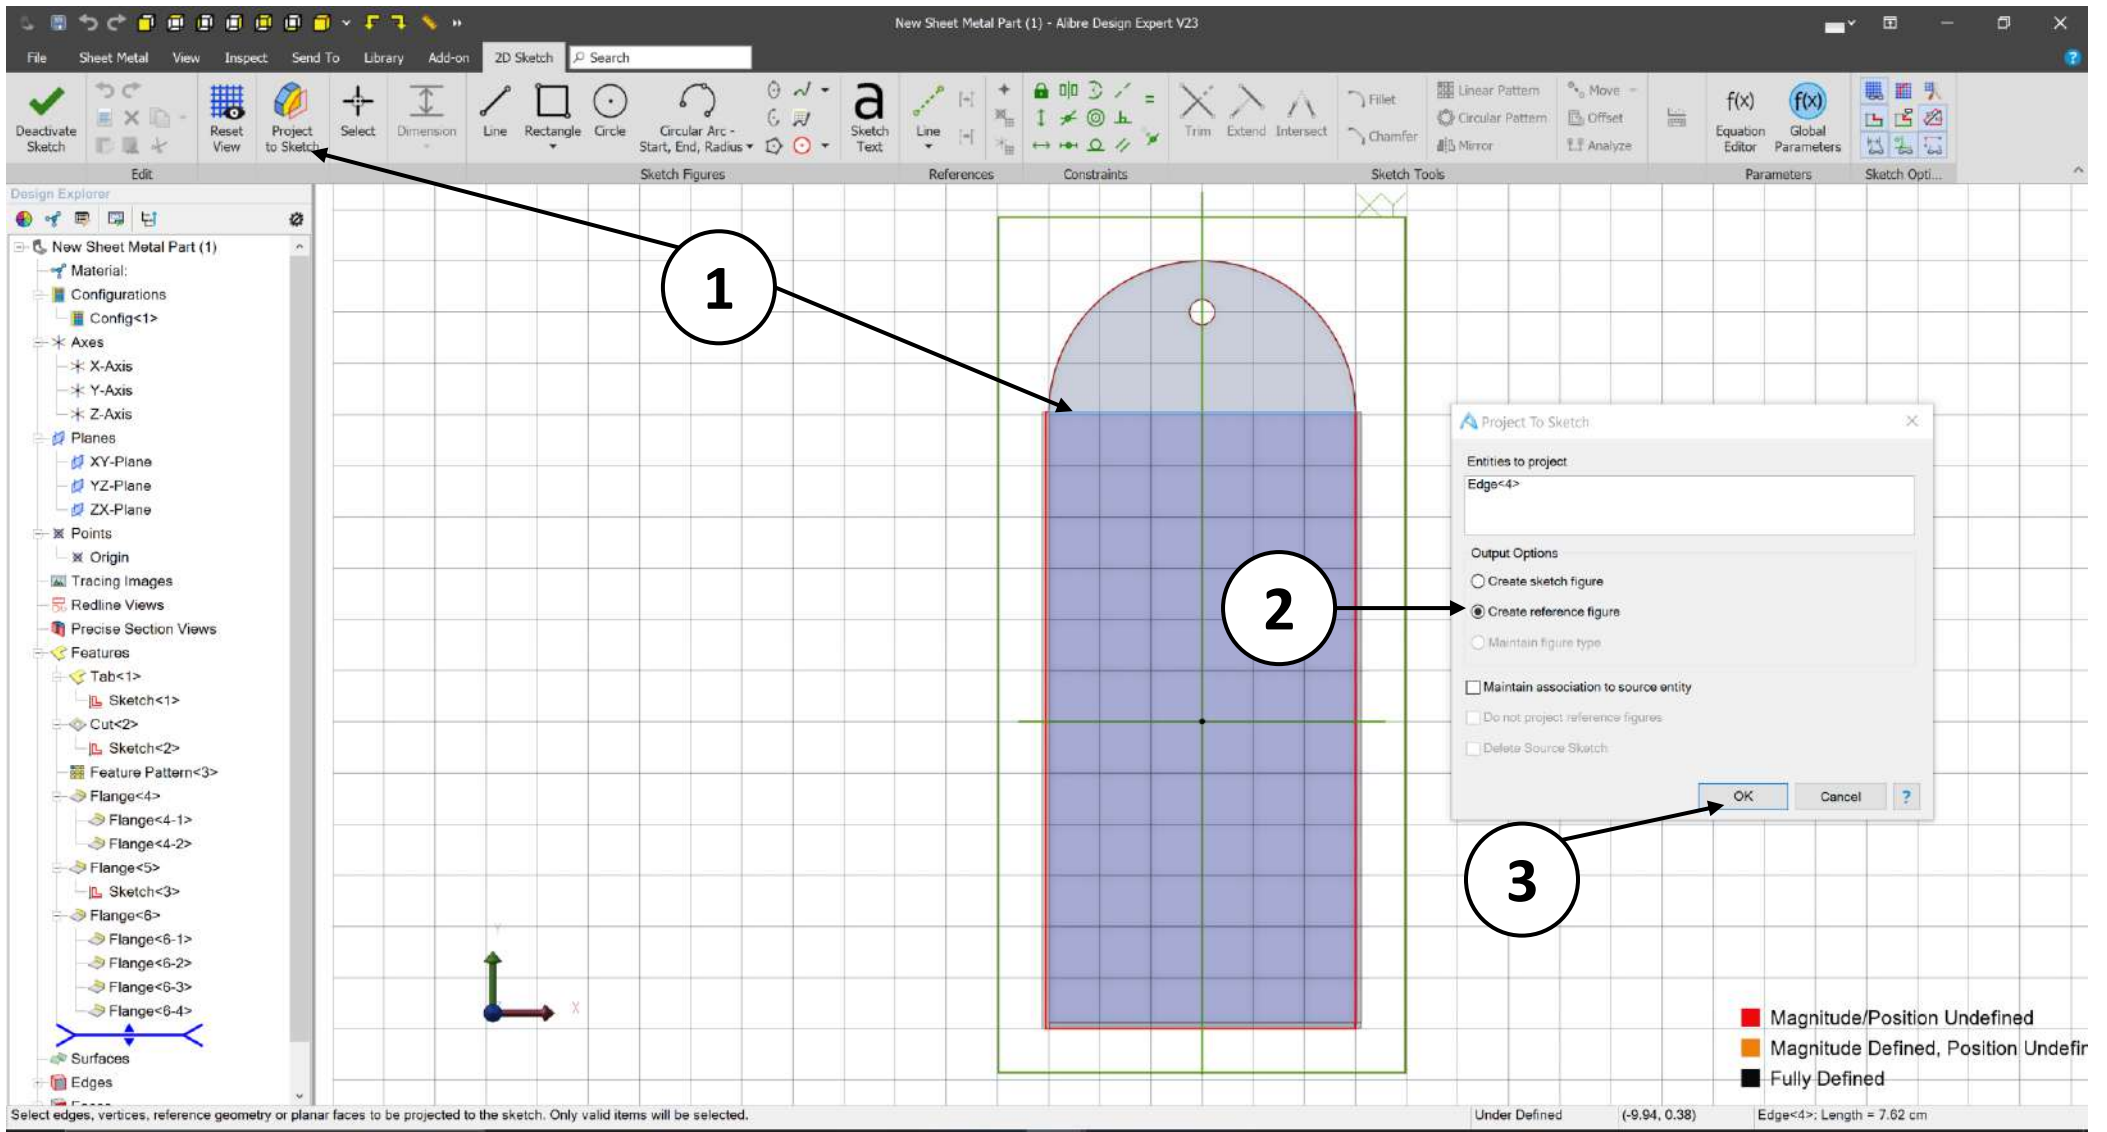 New Sheet Metal Part (1) - Alibre Design Expert V23
File Sheet Metal View Inspect Send To Library Add-on 2D Sketch Search
Deactivate Sketch
Reset View
Project to Sketch
Select
Dimension
Line
Rectangle
Circle
Circular Arc - Start, End, Radius
a
Sketch Text
Line
Trim
Extend
Intersect
Fillet
Chamfer
Linear Pattern
Circular Pattern
Mirror
Move
Offset
Analyze
f(x)
Equation Editor
f(x)
Global Parameters
Edit
Sketch Figures
References
Constraints
Sketch Tools
Parameters
Sketch Opti...
Design Explorer
New Sheet Metal Part (1)
Material:
Configurations
Config<1>
Axes
X-Axis
Y-Axis
Z-Axis
Planes
XY-Plane
YZ-Plane
ZX-Plane
Points
Origin
Tracing Images
Redline Views
Precise Section Views
Features
Tab<1>
Sketch<1>
Cut<2>
Sketch<2>
Feature Pattern<3>
Flange<4>
Flange<4-1>
Flange<4-2>
Flange<5>
Sketch<3>
Flange<6>
Flange<6-1>
Flange<6-2>
Flange<6-3>
Flange<6-4>
Surfaces
Edges
1
XY
2
3
Y
X
Project To Sketch
Entities to project
Edge<4>
Output Options
Create sketch figure
Create reference figure
Maintain figure type
Maintain association to source entity
Do not project reference figures
Delete Source Sketch
OK Cancel ?
Magnitude/Position Undefined
Magnitude Defined, Position Undefin
Fully Defined
Select edges, vertices, reference geometry or planar faces to be projected to the sketch. Only valid items will be selected.
Under Defined
(-9.94, 0.38)
Edge<4>: Length = 7.62 cm